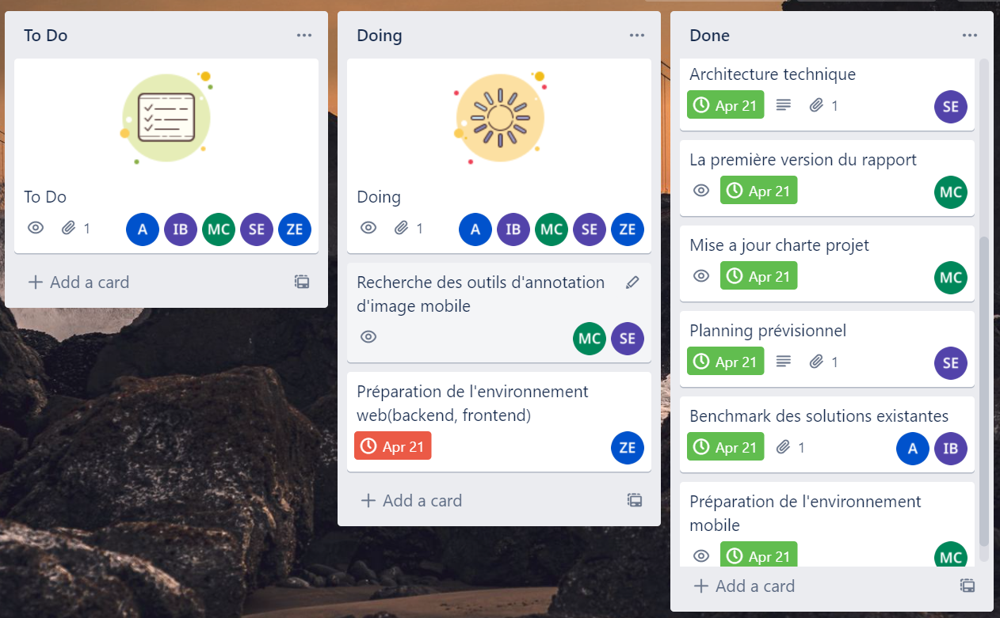 To Do
To Do
1
A IB MC SE ZE
Add a card
Doing
Doing
1
A IB MC SE ZE
Recherche des outils d'annotation
d'image mobile
MC SE
Préparation de l'environnement
web(backend, frontend)
Apr 21
ZE
Add a card
Done
Architecture technique
Apr 21 1
SE
La première version du rapport
Apr 21
MC
Mise a jour charte projet
Apr 21
MC
Planning prévisionnel
Apr 21 1
SE
Benchmark des solutions existantes
Apr 21 1
A IB
Préparation de l'environnement
mobile
Apr 21
MC
Add a card